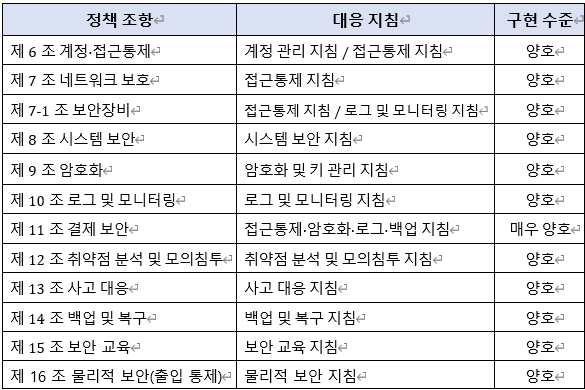 정책 조항 대응 지침 구현 수준
제 6 조 계정·접근통제 계정 관리 지침 / 접근통제 지침 양호
제 7 조 네트워크 보호 접근통제 지침 양호
제 7-1 조 보안장비 접근통제 지침 / 로그 및 모니터링 지침 양호
제 8 조 시스템 보안 시스템 보안 지침 양호
제 9 조 암호화 암호화 및 키 관리 지침 양호
제 10 조 로그 및 모니터링 로그 및 모니터링 지침 양호
제 11 조 결제 보안 접근통제·암호화·로그·백업 지침 매우 양호
제 12 조 취약점 분석 및 모의침투 취약점 분석 및 모의침투 지침 양호
제 13 조 사고 대응 사고 대응 지침 양호
제 14 조 백업 및 복구 백업 및 복구 지침 양호
제 15 조 보안 교육 보안 교육 지침 양호
제 16 조 물리적 보안(출입 통제) 물리적 보안 지침 양호